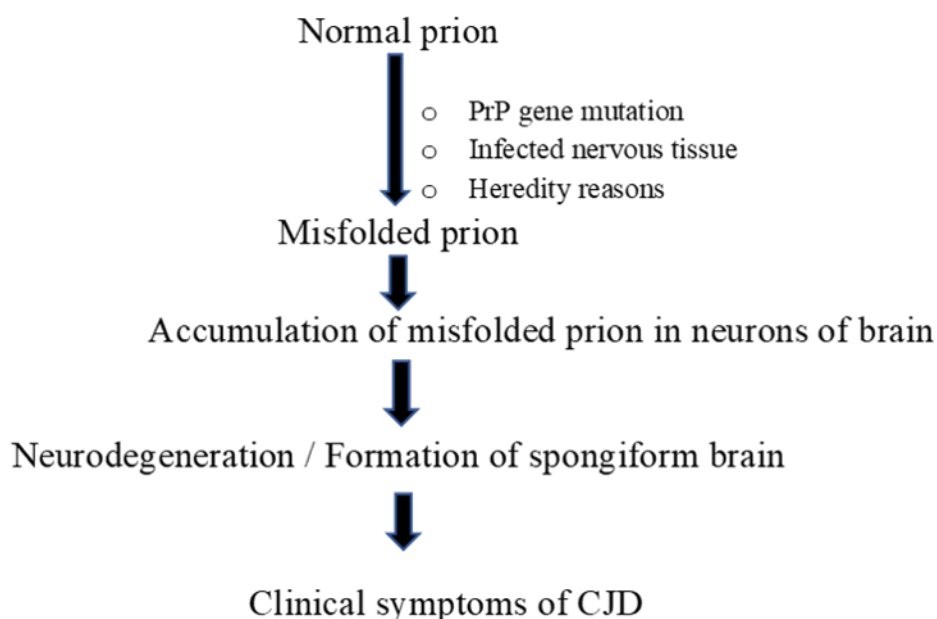 Normal prion
o PrP gene mutation
o Infected nervous tissue
o Heredity reasons
Misfolded prion
Accumulation of misfolded prion in neurons of brain
Neurodegeneration / Formation of spongiform brain
Clinical symptoms of CJD